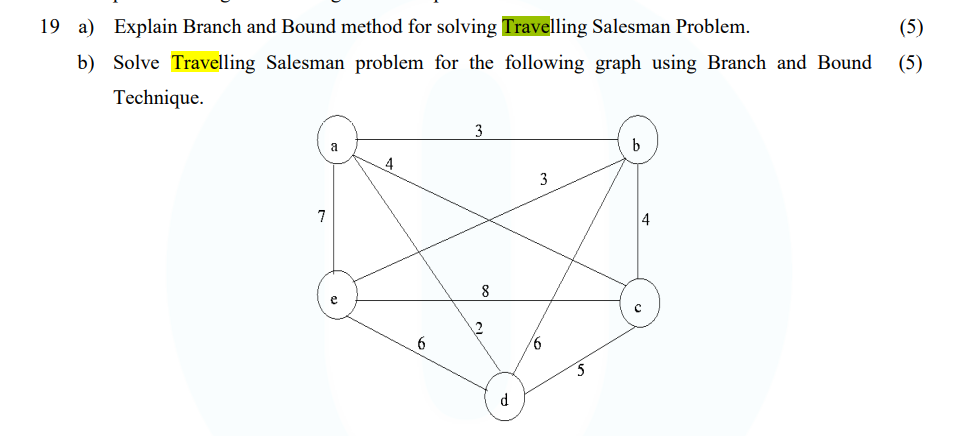 19 a) Explain Branch and Bound method for solving Travelling Salesman Problem. (5)
b) Solve Travelling Salesman problem for the following graph using Branch and Bound (5)
Technique.
3
a b
4
3
7 4
8
e c
2
6 6
5
d